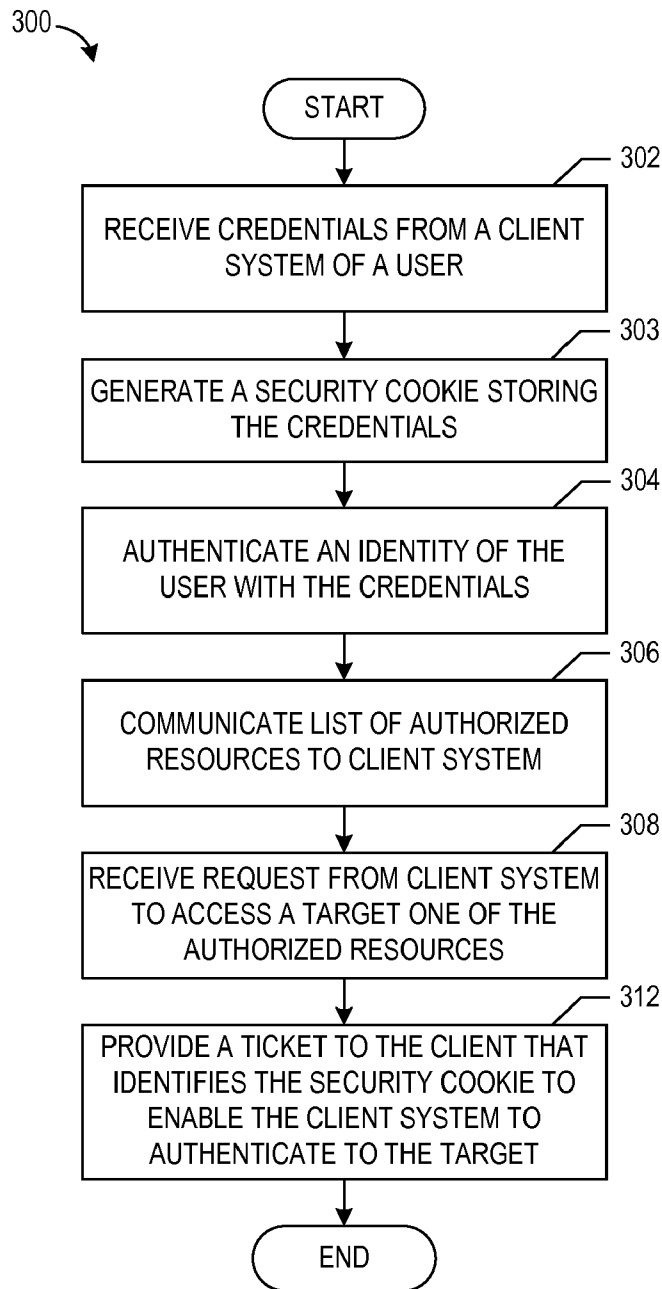 300
START
302
RECEIVE CREDENTIALS FROM A CLIENT
SYSTEM OF A USER
303
GENERATE A SECURITY COOKIE STORING
THE CREDENTIALS
304
AUTHENTICATE AN IDENTITY OF THE
USER WITH THE CREDENTIALS
306
COMMUNICATE LIST OF AUTHORIZED
RESOURCES TO CLIENT SYSTEM
308
RECEIVE REQUEST FROM CLIENT SYSTEM
TO ACCESS A TARGET ONE OF THE
AUTHORIZED RESOURCES
312
PROVIDE A TICKET TO THE CLIENT THAT
IDENTIFIES THE SECURITY COOKIE TO
ENABLE THE CLIENT SYSTEM TO
AUTHENTICATE TO THE TARGET
END